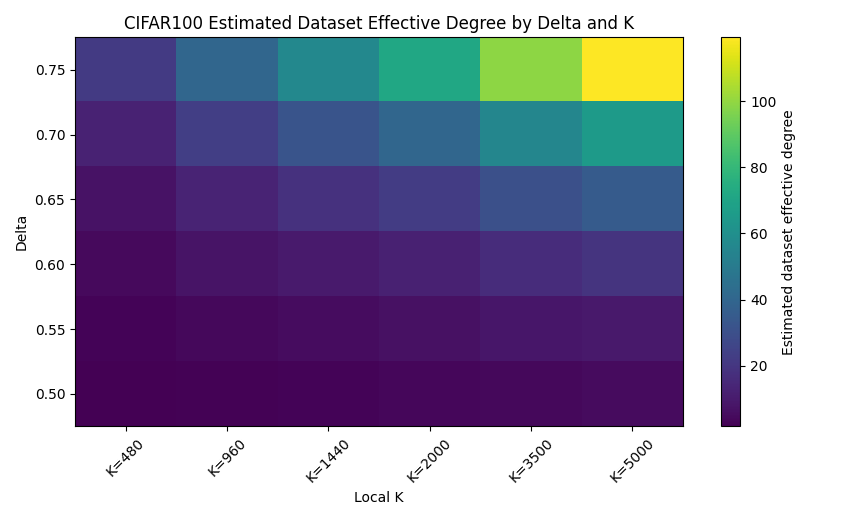 CIFAR100 Estimated Dataset Effective Degree by Delta and K
0.75
0.70
0.65
0.60
0.55
0.50
Delta
K=480
K=960
K=1440
K=2000
K=3500
K=5000
Local K
100
80
60
40
20
Estimated dataset effective degree